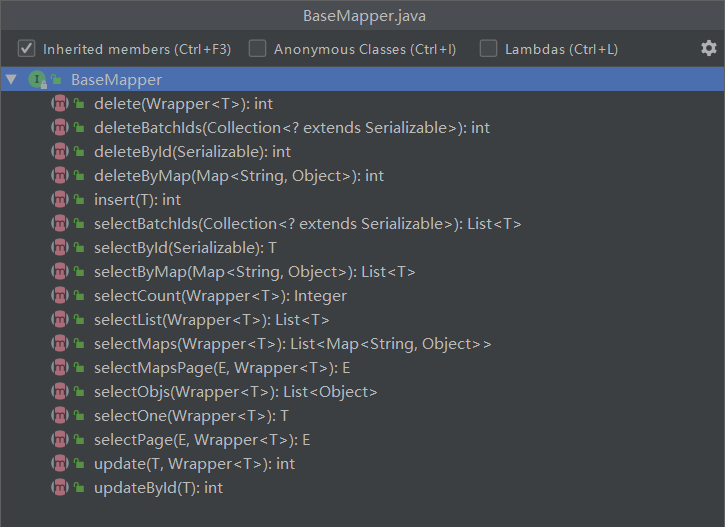 BaseMapper.java
Inherited members (Ctrl+F3) Anonymous Classes (Ctrl+I) Lambdas (Ctrl+L)
I BaseMapper
m delete(Wrapper<T>): int
m deleteBatchIds(Collection<? extends Serializable>): int
m deleteById(Serializable): int
m deleteByMap(Map<String, Object>): int
m insert(T): int
m selectBatchIds(Collection<? extends Serializable>): List<T>
m selectById(Serializable): T
m selectByMap(Map<String, Object>): List<T>
m selectCount(Wrapper<T>): Integer
m selectList(Wrapper<T>): List<T>
m selectMaps(Wrapper<T>): List<Map<String, Object>>
m selectMapsPage(E, Wrapper<T>): E
m selectObjs(Wrapper<T>): List<Object>
m selectOne(Wrapper<T>): T
m selectPage(E, Wrapper<T>): E
m update(T, Wrapper<T>): int
m updateById(T): int